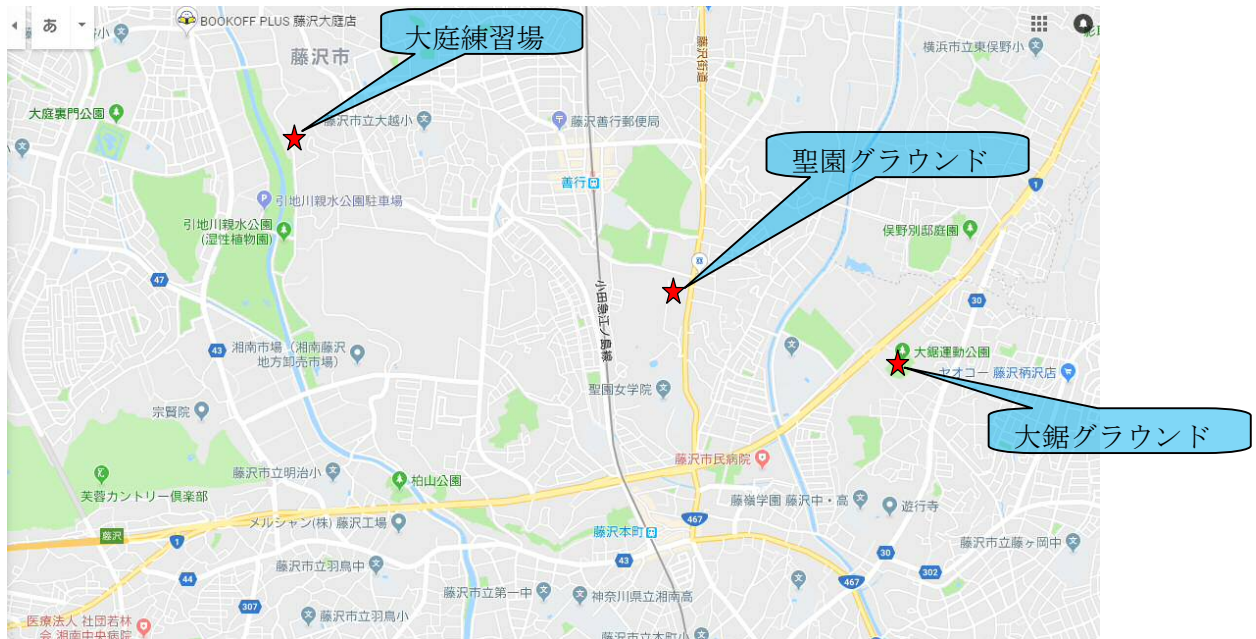 あ
BOOKOFF PLUS 藤沢大庭店
大庭練習場
藤沢市
藤沢街道
横浜市立東俣野小
大庭裏門公園
藤沢市立大越小
藤沢善行郵便局
聖園グラウンド
善行
1
引地川親水公園駐車場
引地川親水公園
(湿性植物園)
俣野別邸庭園
47
30
小田急江ノ島線
43
湘南市場（湘南藤沢
地方卸売市場）
大鋸運動公園
ヤオコー 藤沢柄沢店
聖園女学院
宗賢院
大鋸グラウンド
藤沢市民病院
藤沢市立明治小
柏山公園
芙蓉カントリー倶楽部
藤嶺学園 藤沢中・高
遊行寺
メルシャン(株) 藤沢工場
467
藤沢本町
藤沢
1
藤沢市立藤ヶ岡中
43
30
302
藤沢市立羽鳥中
44
467
藤沢市立第一中
神奈川県立湘南高
307
藤沢市立羽鳥小
医療法人 社団若林
会 湘南中央病院
藤沢市立本町小